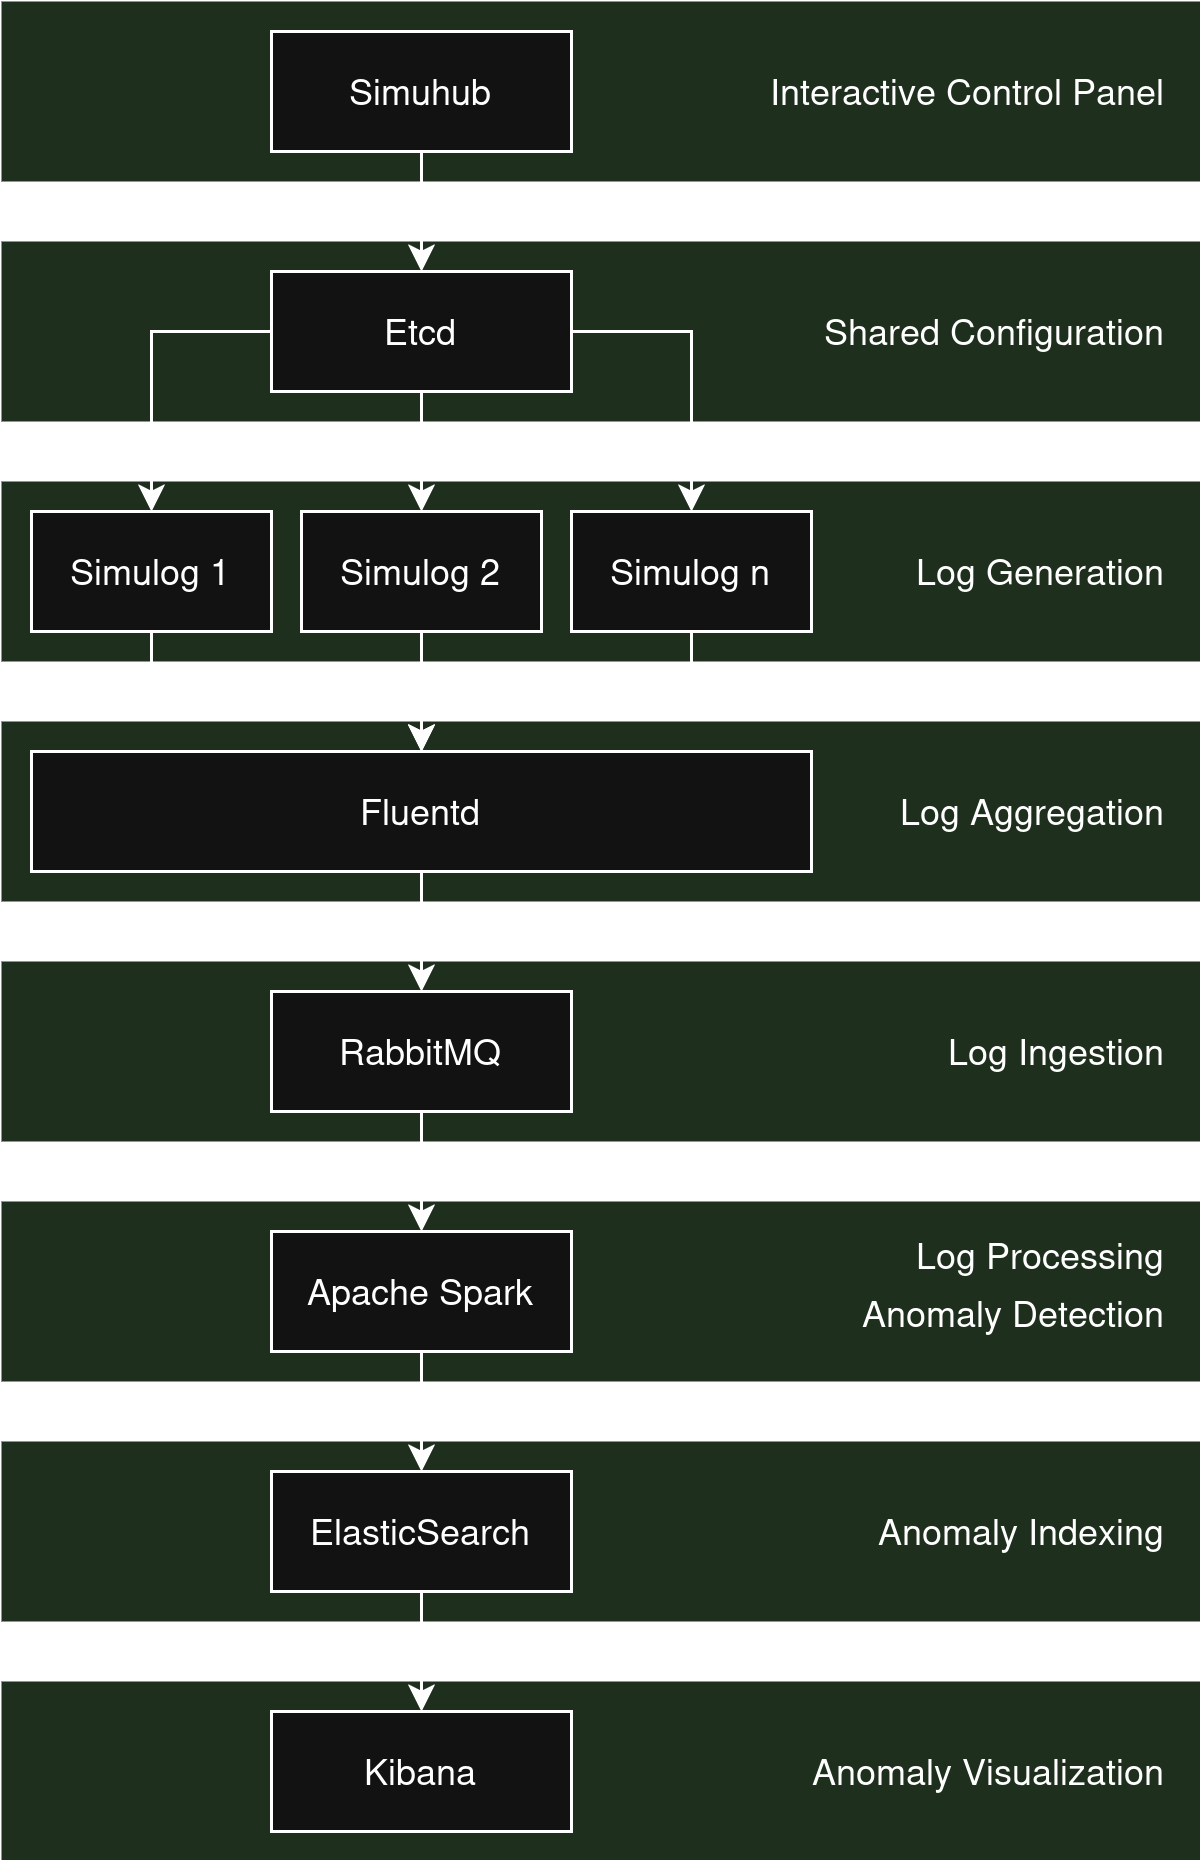 Simuhub
Interactive Control Panel
Etcd
Shared Configuration
Simulog 1
Simulog 2
Simulog n
Log Generation
Fluentd
Log Aggregation
RabbitMQ
Log Ingestion
Apache Spark
Log Processing
Anomaly Detection
ElasticSearch
Anomaly Indexing
Kibana
Anomaly Visualization